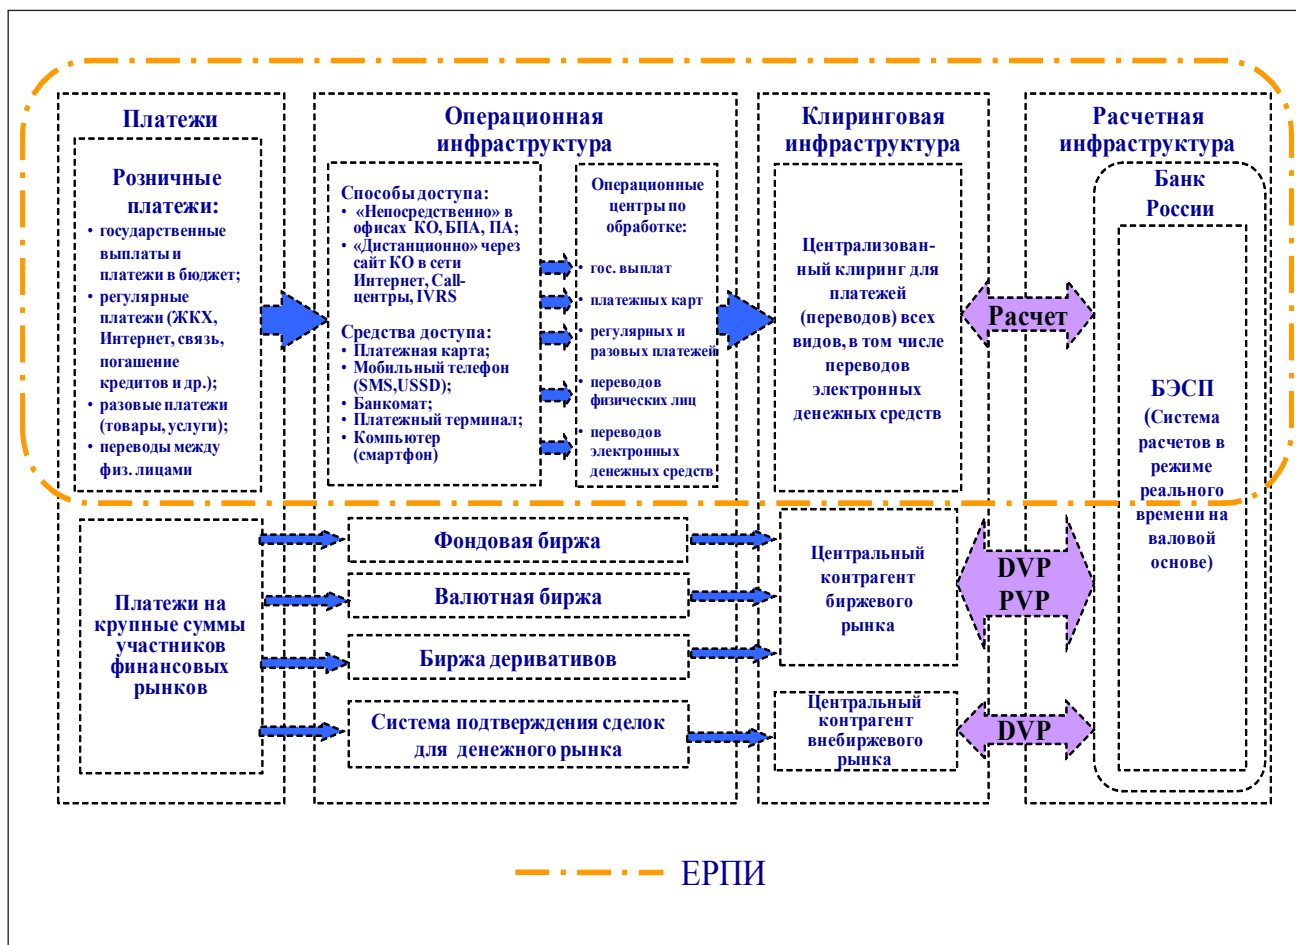 Платежи
Розничные
платежи:
• государственные
выплаты и
платежи в бюджет;
• регулярные
платежи (ЖКХ,
Интернет, связь,
погашение
кредитов и др.);
• разовые платежи
(товары, услуги);
• переводы между
физ. лицами
Платежи на
крупные суммы
участников
финансовых
рынков
Операционная
инфраструктура
Способы доступа:
• «Непосредственно» в
офисах КО, БПА, ПА;
• «Дистанционно» через
сайт КО в сети
Интернет, Call-
центры, IVRS
Средства доступа:
• Платежная карта;
• Мобильный телефон
(SMS,USSD);
• Банкомат;
• Платежный терминал;
• Компьютер
(смартфон)
Операционные
центры по
обработке:
• гос. выплат
• платежных карт
• регулярных и
разовых платежей
• переводов
физических лиц
• переводов
электронных
денежных средств
Фондовая биржа
Валютная биржа
Биржа деривативов
Система подтверждения сделок
для денежного рынка
Клиринговая
инфраструктура
Централизован-
ный клиринг для
платежей
(переводов) всех
видов, в том числе
переводов
электронных
денежных средств
Центральный
контрагент
биржевого
рынка
Центральный
контрагент
внебиржевого
рынка
Расчет
DVP
PVP
DVP
Расчетная
инфраструктура
Банк
России
БЭСП
(Система
расчетов в
режиме
реального
времени на
валовой
основе)
ЕРПИ